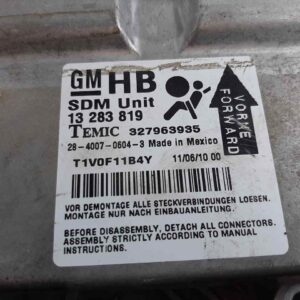 GM HB
SDM Unit
13 283 819
TEMIC 327963935
28-4007-0604-3 Made in Mexico
T1V0F11B4Y 11/06/10 00
VORNE
FORWARD
VOR DEMONTAGE ALLE STECKVERBINDUNGEN LOESEN.
MONTAGE NUR NACH EINBAUANLEITUNG.
BEFORE DISASSEMBLY, DETACH ALL CONNECTORS.
ASSEMBLY STRICTLY ACCORDING TO MANUAL
INSTRUCTIONS.